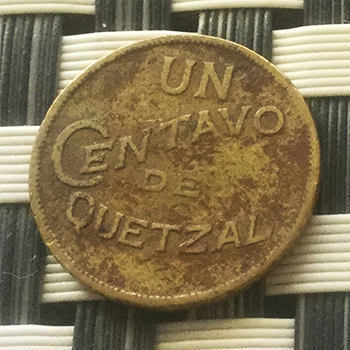 UN
CENTAVO
DE
QUETZAL